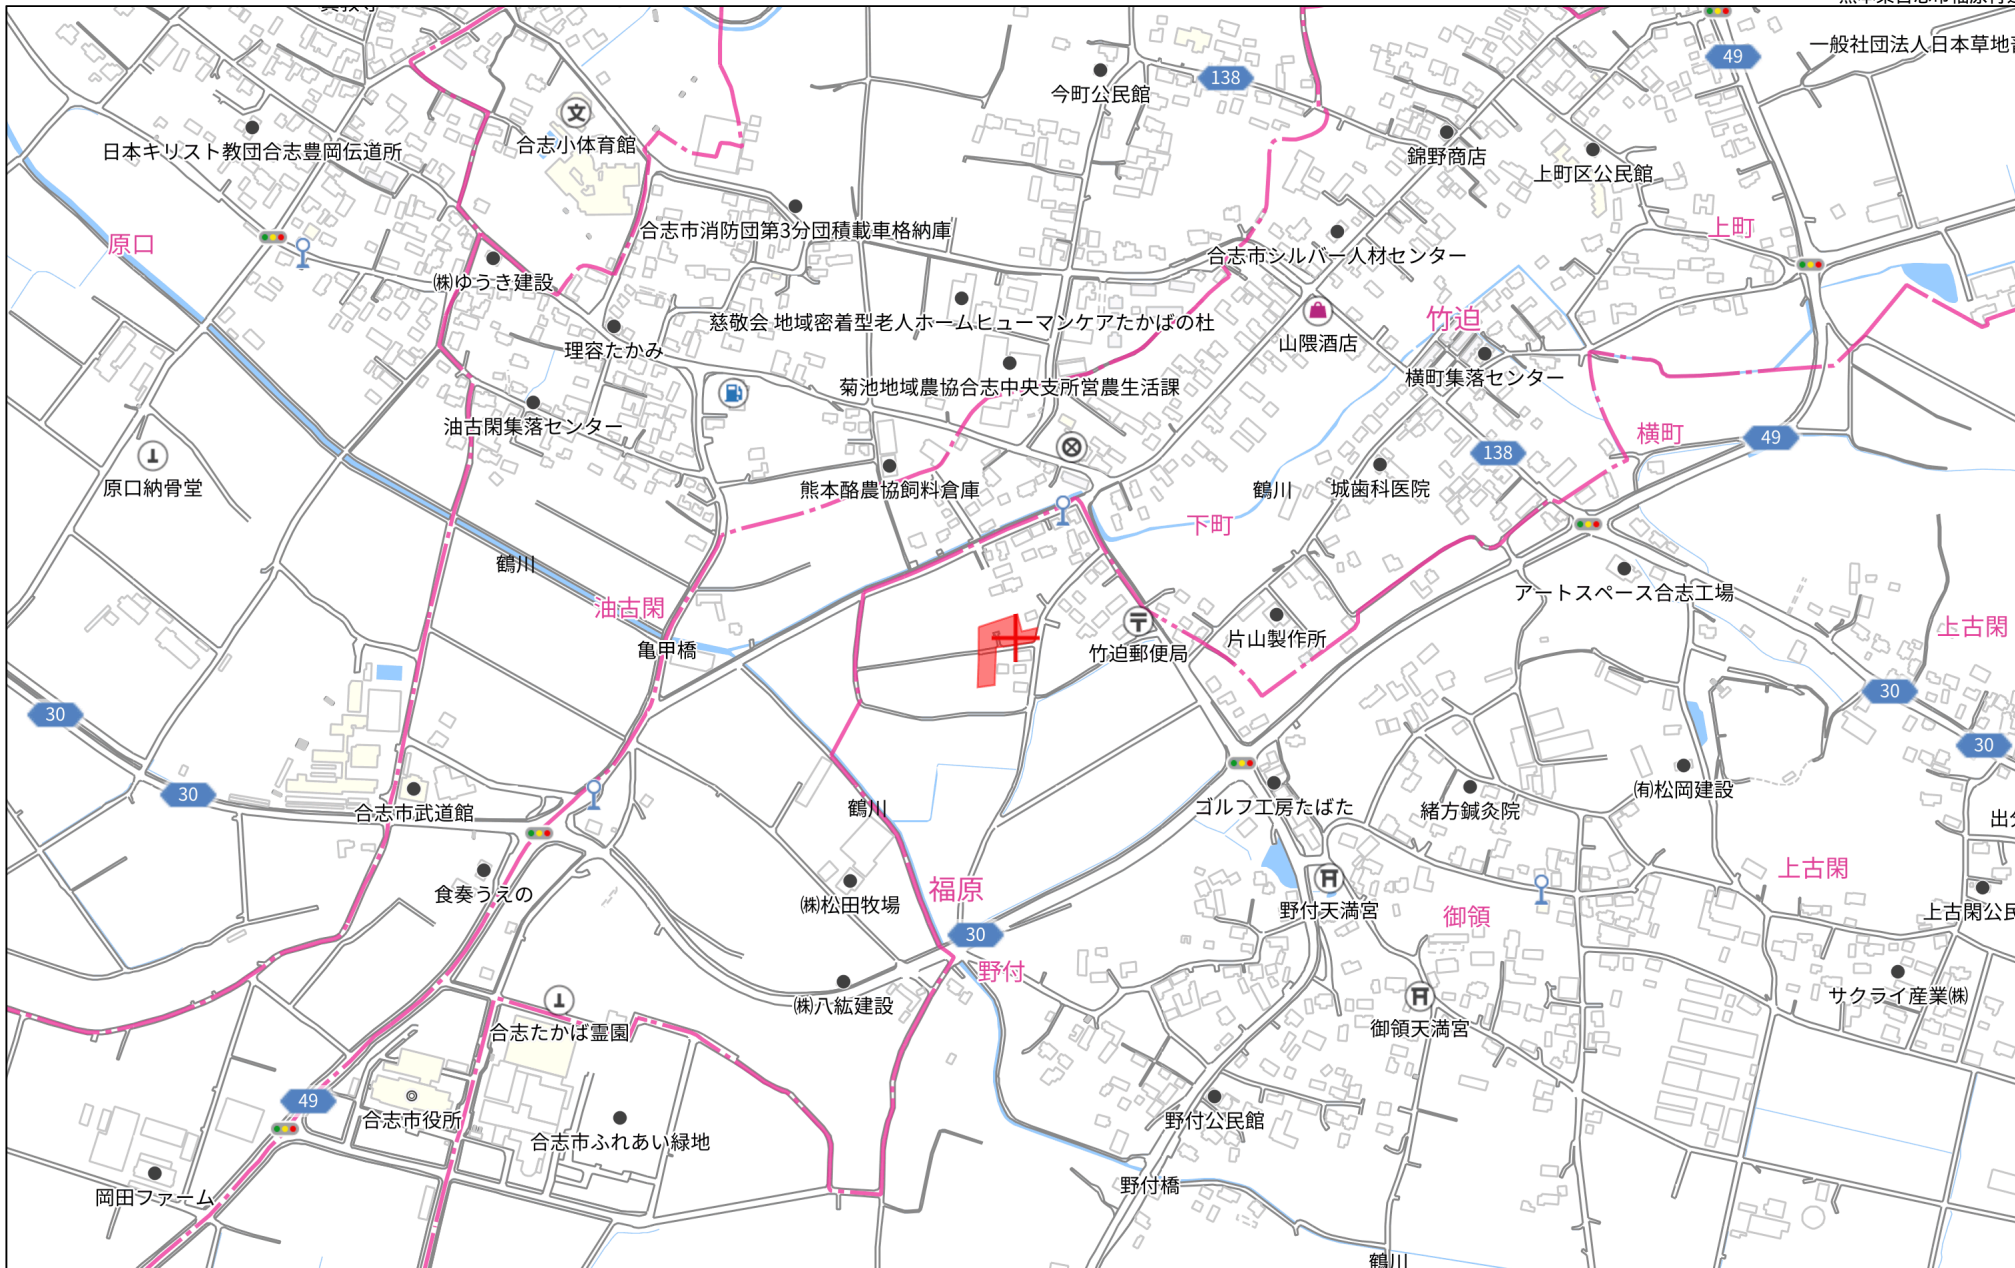 今町公民館
138
49
合志小体育館
日本キリスト教団合志豊岡伝道所
錦野商店
上町区公民館
原口
合志市消防団第3分団積載車格納庫
上町
合志市シルバー人材センター
㈱ゆうき建設
慈敬会 地域密着型老人ホームヒューマンケアたかばの杜
竹迫
理容たかみ
山隈酒店
菊池地域農協合志中央支所営農生活課
横町集落センター
油古閑集落センター
横町
49
138
原口納骨堂
熊本酪農協飼料倉庫
鶴川
城歯科医院
下町
鶴川
アートスペース合志工場
油古閑
上古閑
亀甲橋
竹迫郵便局
片山製作所
30
30
30
30
合志市武道館
鶴川
ゴルフ工房たばた
緒方鍼灸院
㈲松岡建設
食奏うえの
㈱松田牧場
福原
上古閑
野付天満宮
御領
30
野付
㈱八紘建設
サクライ産業㈱
合志たかば霊園
御領天満宮
49
合志市役所
合志市ふれあい緑地
野付公民館
岡田ファーム
野付橋
鶴川